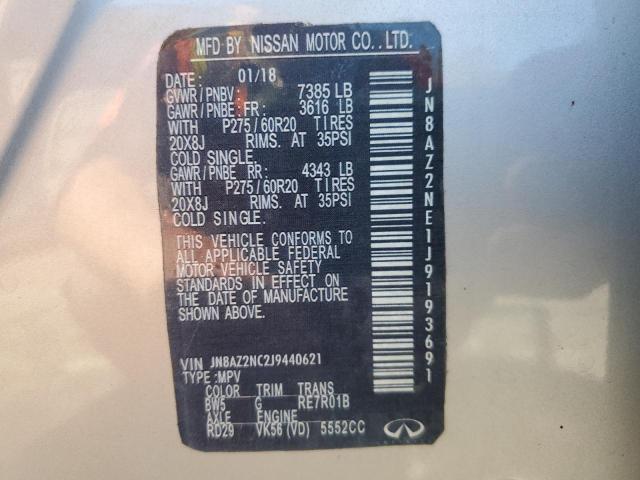 MFD BY NISSAN MOTOR CO.,LTD.
DATE: 01/18
GVWR/PNBV: 7385 LB
GAWR/PNBE:FR: 3616 LB
WITH P275/60R20 TIRES
20X8J RIMS. AT 35PSI
COLD SINGLE.
GAWR/PNBE RR: 4343 LB
WITH P275/60R20 TIRES
20X8J RIMS. AT 35PSI
COLD SINGLE.
THIS VEHICLE CONFORMS TO
ALL APPLICABLE FEDERAL
MOTOR VEHICLE SAFETY
STANDARDS IN EFFECT ON
THE DATE OF MANUFACTURE
SHOWN ABOVE.
VIN JN8AZ2NC2J9440621
TYPE:MPV
COLOR TRIM TRANS
BW5 G RE7R01B
AXLE ENGINE
RD29 VK56 (VD) 5552CC
JN8AZ2NE1J9193691
INFINITI